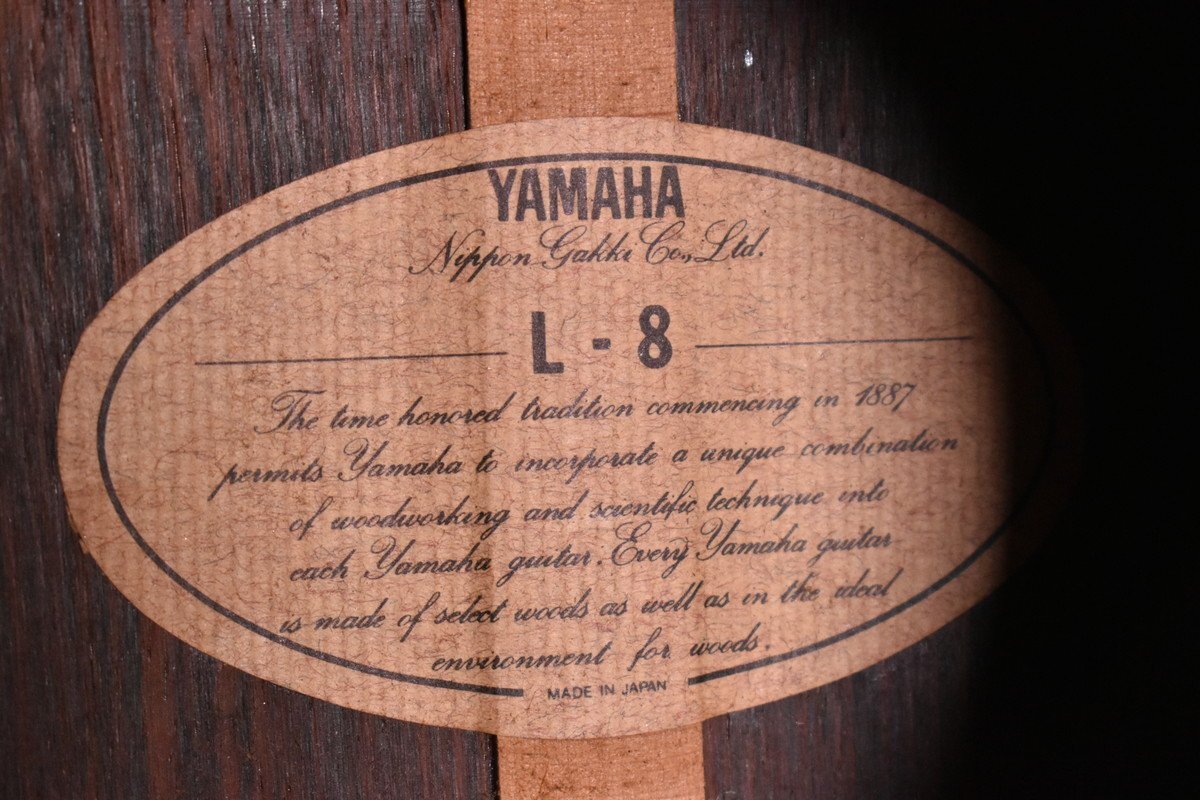 YAMAHA
Nippon Gakki Co., Ltd.
L - 8
The time honored tradition commencing in 1887
permits Yamaha to incorporate a unique combination
of woodworking and scientific technique into
each Yamaha guitar. Every Yamaha guitar
is made of select woods as well as in the ideal
environment for woods.
MADE IN JAPAN